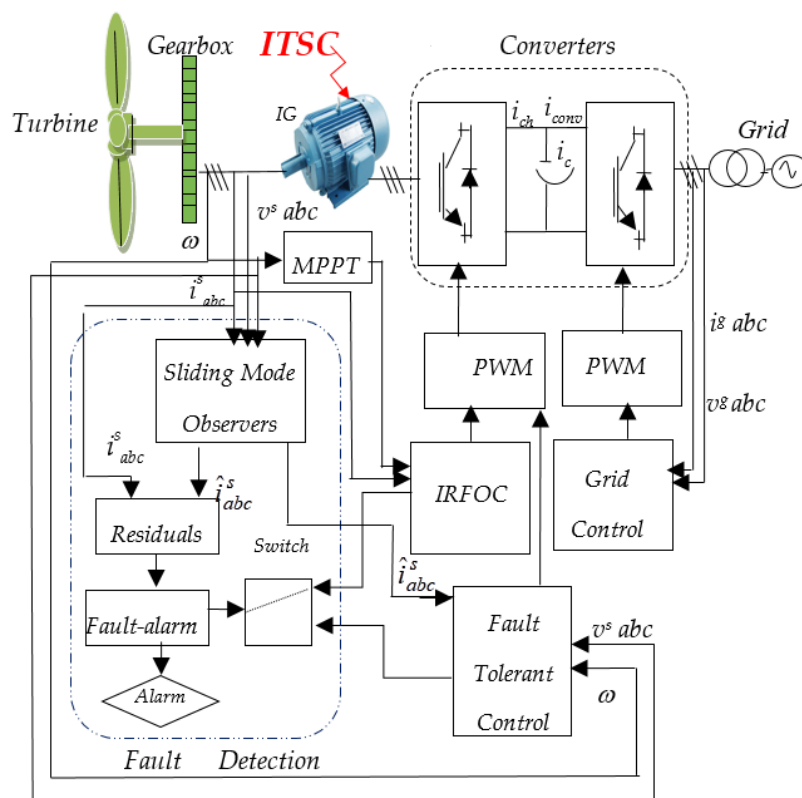 Gearbox
ITSC
Converters
Turbine
IG
i_ch
i_conv
i_c
Grid
v^s abc
ω
MPPT
i^s_abc
i^g abc
Sliding Mode
Observers
PWM
PWM
v^g abc
i^s_abc
î^s_abc
IRFOC
Grid
Control
Residuals
Switch
î^s_abc
Fault-alarm
Fault
Tolerant
Control
v^s abc
ω
Alarm
Fault Detection